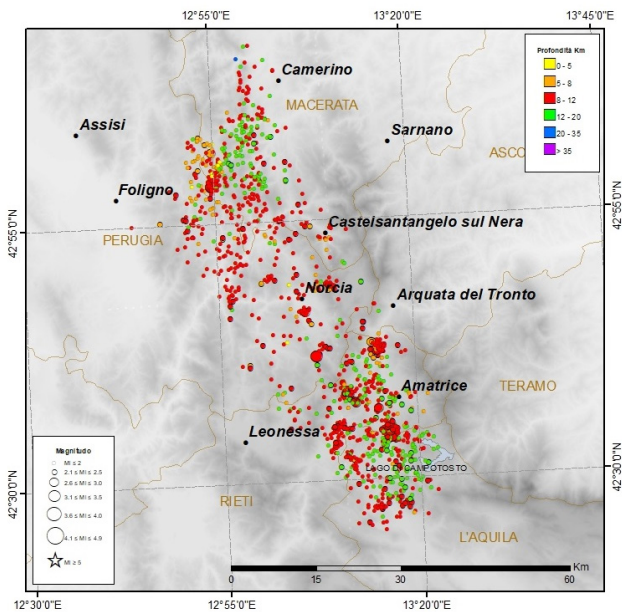 12°55'0"E
13°20'0"E
13°45'0"E
Profondità Km
0 - 5
5 - 8
8 - 12
12 - 20
20 - 35
> 35
Camerino
MACERATA
Assisi
Sarnano
ASCO
Foligno
42°55'0"N
42°55'0"N
PERUGIA
Castelsantangelo sul Nera
Norcia
Arquata del Tronto
Amatrice
TERAMO
Leonessa
LAGO DI CAMPOTOSTO
42°30'0"N
42°30'0"N
RIETI
L'AQUILA
Magnitudo
Ml ≤ 2
2.1 ≤ Ml ≤ 2.5
2.6 ≤ Ml ≤ 3.0
3.1 ≤ Ml ≤ 3.5
3.6 ≤ Ml ≤ 4.0
4.1 ≤ Ml ≤ 4.9
Ml ≥ 5
Km
0 15 30 60
12°30'0"E
12°55'0"E
13°20'0"E